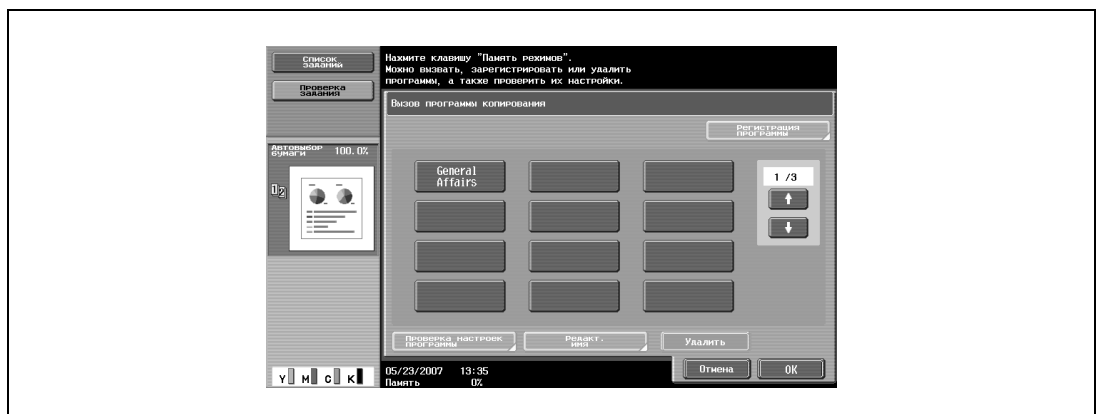 Список
заданий
Проверка
задания
Нажмите клавишу "Память режимов".
Можно вызвать, зарегистрировать или удалить
программы, а также проверить их настройки.
Вызов программы копирования
Регистрация
программы
Автовыбор
бумаги 100.0%
1 2
General
Affairs
1 /3
Проверка настроек
программы
Редакт.
имя
Удалить
Отмена
OK
Y M C K
05/23/2007 13:35
Память 0%